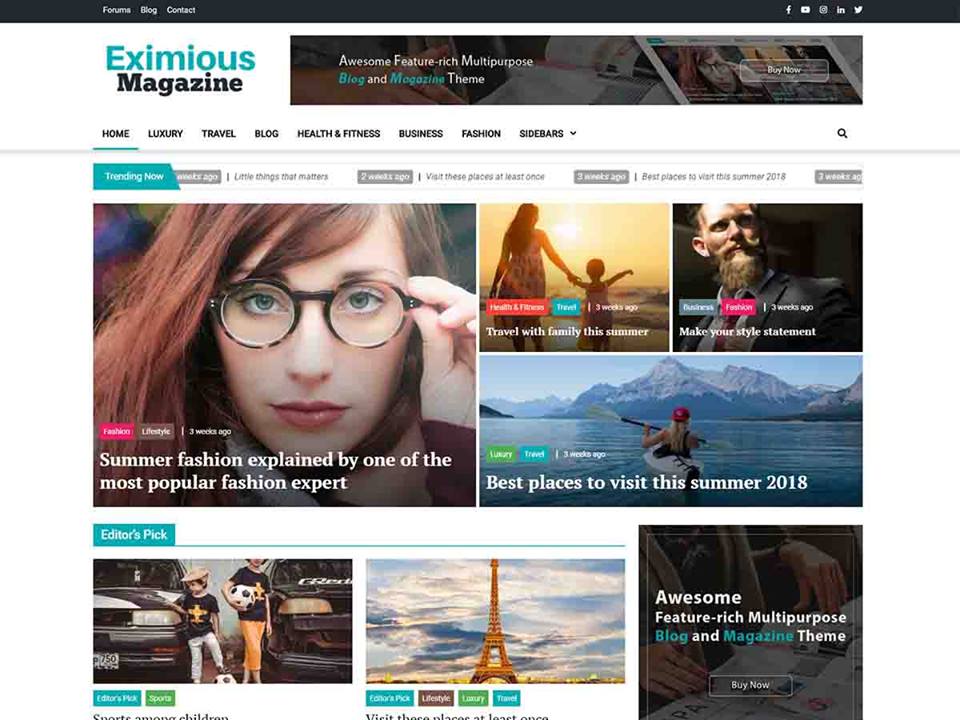 Forums Blog Contact
Eximious
Magazine
Awesome Feature-rich Multipurpose
Blog and Magazine Theme
Buy Now
HOME LUXURY TRAVEL BLOG HEALTH & FITNESS BUSINESS FASHION SIDEBARS
Trending Now weeks ago | Little things that matters 2 weeks ago | Visit these places at least once 3 weeks ago | Best places to visit this summer 2018 3 weeks ag
Health & Fitness Travel | 3 weeks ago
Travel with family this summer
Business Fashion | 3 weeks ago
Make your style statement
Fashion Lifestyle | 3 weeks ago
Summer fashion explained by one of the
most popular fashion expert
Luxury Travel | 3 weeks ago
Best places to visit this summer 2018
Editor's Pick
Editor's Pick Sports
Sports among children
Editor's Pick Lifestyle Luxury Travel
Visit these places at least once
Awesome
Feature-rich Multipurpose
Blog and Magazine Theme
Buy Now